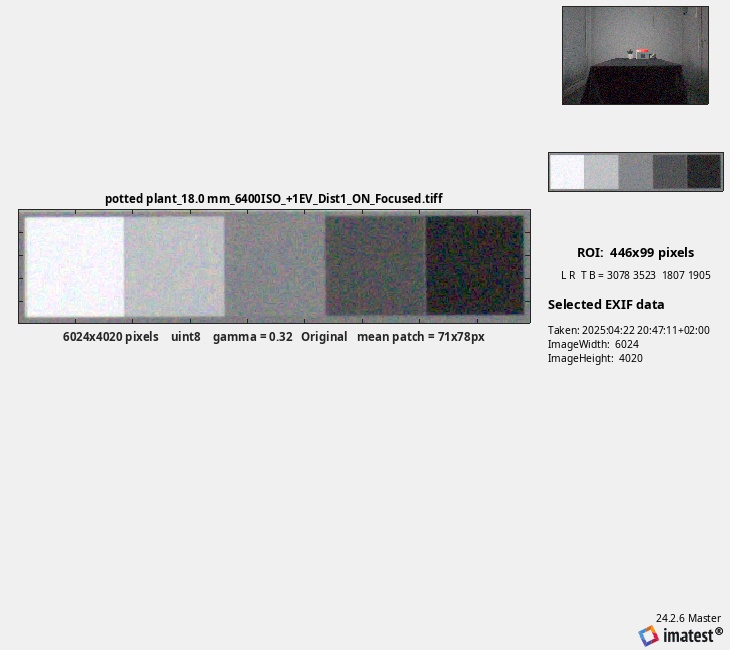 potted plant_18.0 mm_6400ISO_+1EV_Dist1_ON_Focused.tiff
6024x4020 pixels uint8 gamma = 0.32 Original mean patch = 71x78px
ROI: 446x99 pixels
L R T B = 3078 3523 1807 1905
Selected EXIF data
Taken: 2025:04:22 20:47:11+02:00
ImageWidth: 6024
ImageHeight: 4020
24.2.6 Master
imatest®